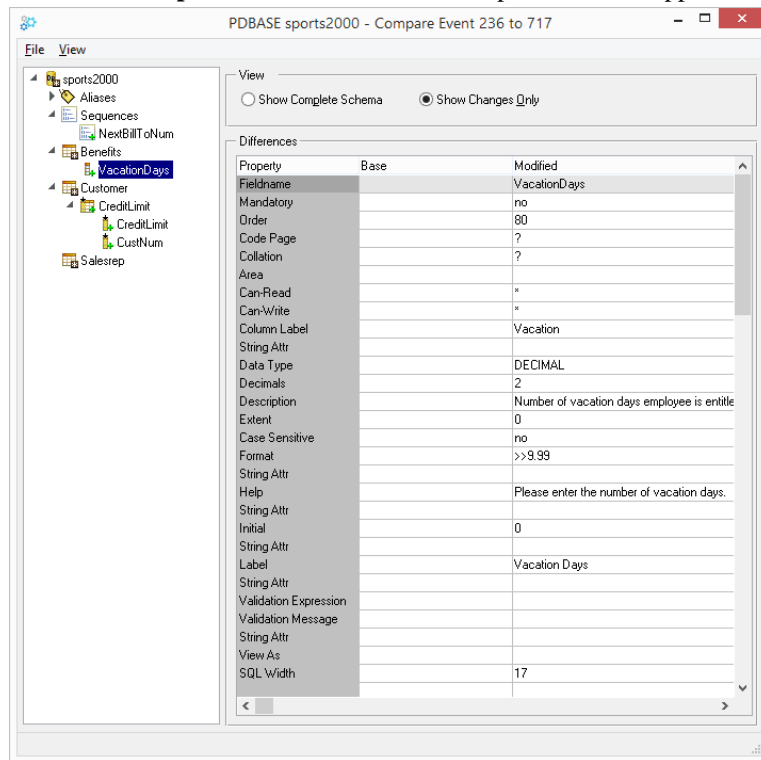 PDBASE sports2000 - Compare Event 236 to 717
File View
sports2000
Aliases
Sequences
NextBillToNum
Benefits
VacationDays
Customer
CreditLimit
CreditLimit
CustNum
Salesrep
View
Show Complete Schema Show Changes Only
Differences
Property Base Modified
Fieldname VacationDays
Mandatory no
Order 80
Code Page ?
Collation ?
Area
Can-Read *
Can-Write *
Column Label Vacation
String Attr
Data Type DECIMAL
Decimals 2
Description Number of vacation days employee is entitle
Extent 0
Case Sensitive no
Format >>9.99
String Attr
Help Please enter the number of vacation days.
String Attr
Initial 0
String Attr
Label Vacation Days
String Attr
Validation Expression
Validation Message
String Attr
View As
SQL Width 17